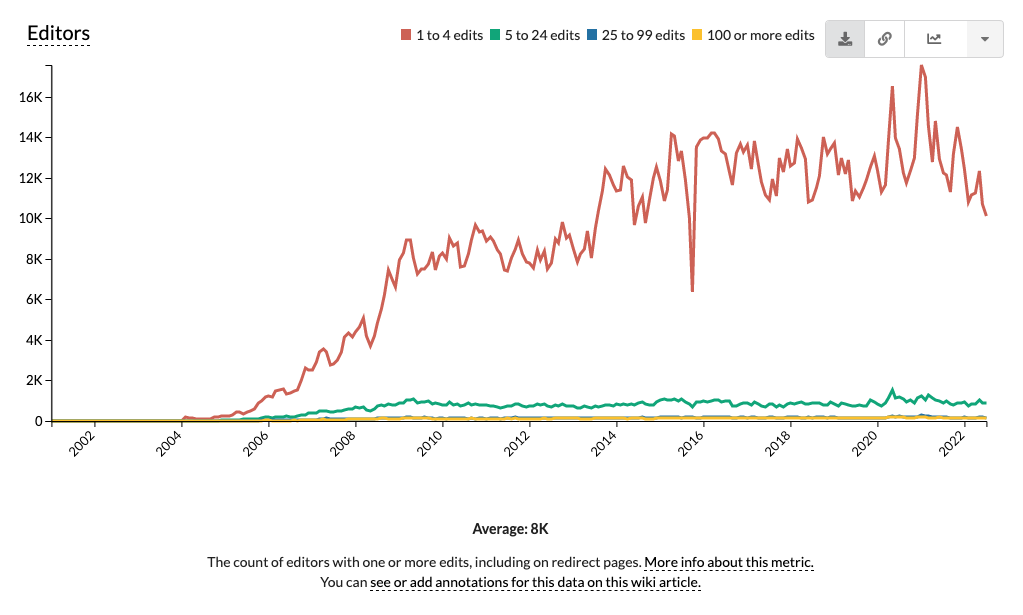 Editors
1 to 4 edits 5 to 24 edits 25 to 99 edits 100 or more edits
16K
14K
12K
10K
8K
6K
4K
2K
0
2002 2004 2006 2008 2010 2012 2014 2016 2018 2020 2022
Average: 8K
The count of editors with one or more edits, including on redirect pages. More info about this metric.
You can see or add annotations for this data on this wiki article.